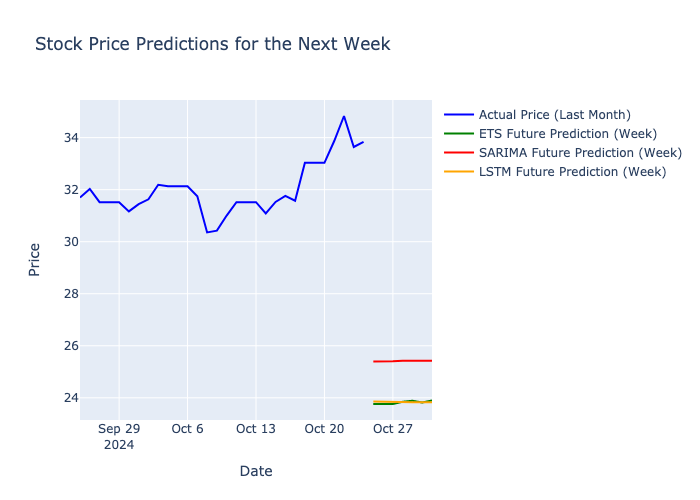 Stock Price Predictions for the Next Week
Actual Price (Last Month)
ETS Future Prediction (Week)
SARIMA Future Prediction (Week)
LSTM Future Prediction (Week)
Price
34
32
30
28
26
24
Sep 29
2024
Oct 6
Oct 13
Oct 20
Oct 27
Date